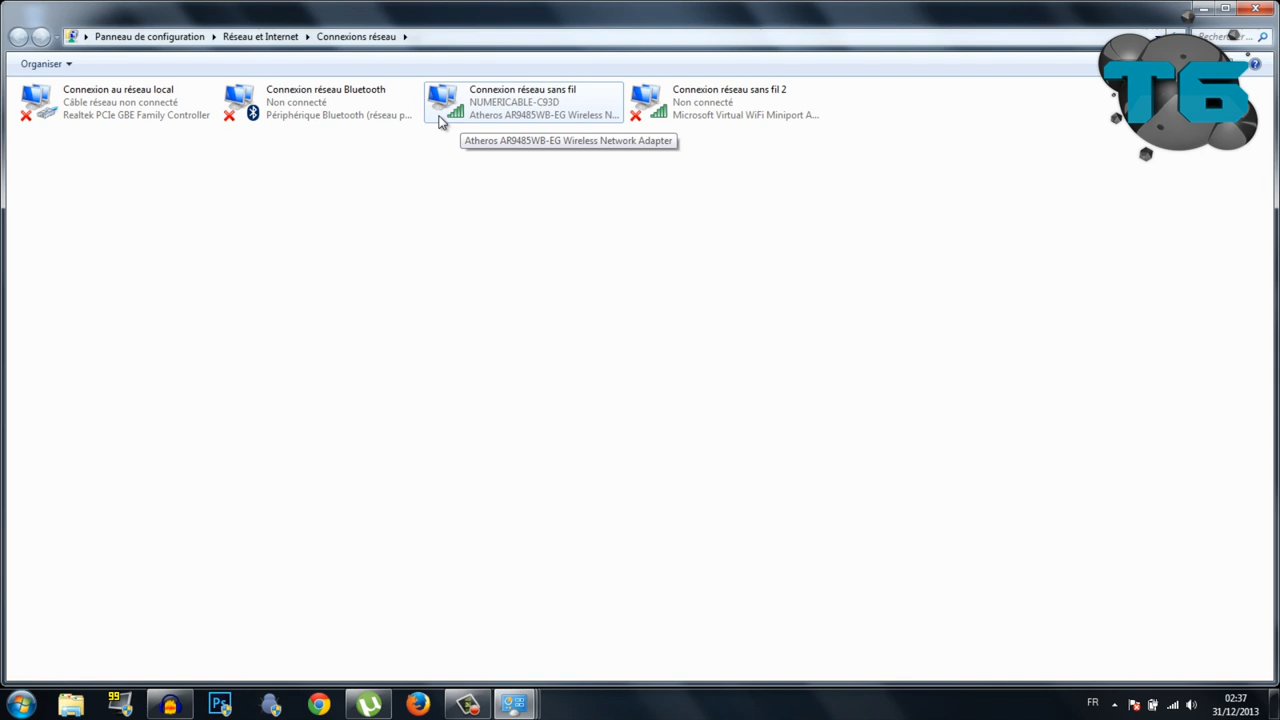 Panneau de configuration Réseau et Internet Connexions réseau
Rechercher ...
Organiser
Connexion au réseau local
Câble réseau non connecté
Realtek PCIe GBE Family Controller
Connexion réseau Bluetooth
Non connecté
Périphérique Bluetooth (réseau p...
Connexion réseau sans fil
NUMERICABLE-C93D
Atheros AR9485WB-EG Wireless N...
Connexion réseau sans fil 2
Non connecté
Microsoft Virtual WiFi Miniport A...
Atheros AR9485WB-EG Wireless Network Adapter
T6
99
Ps
FR
02:37
31/12/2013